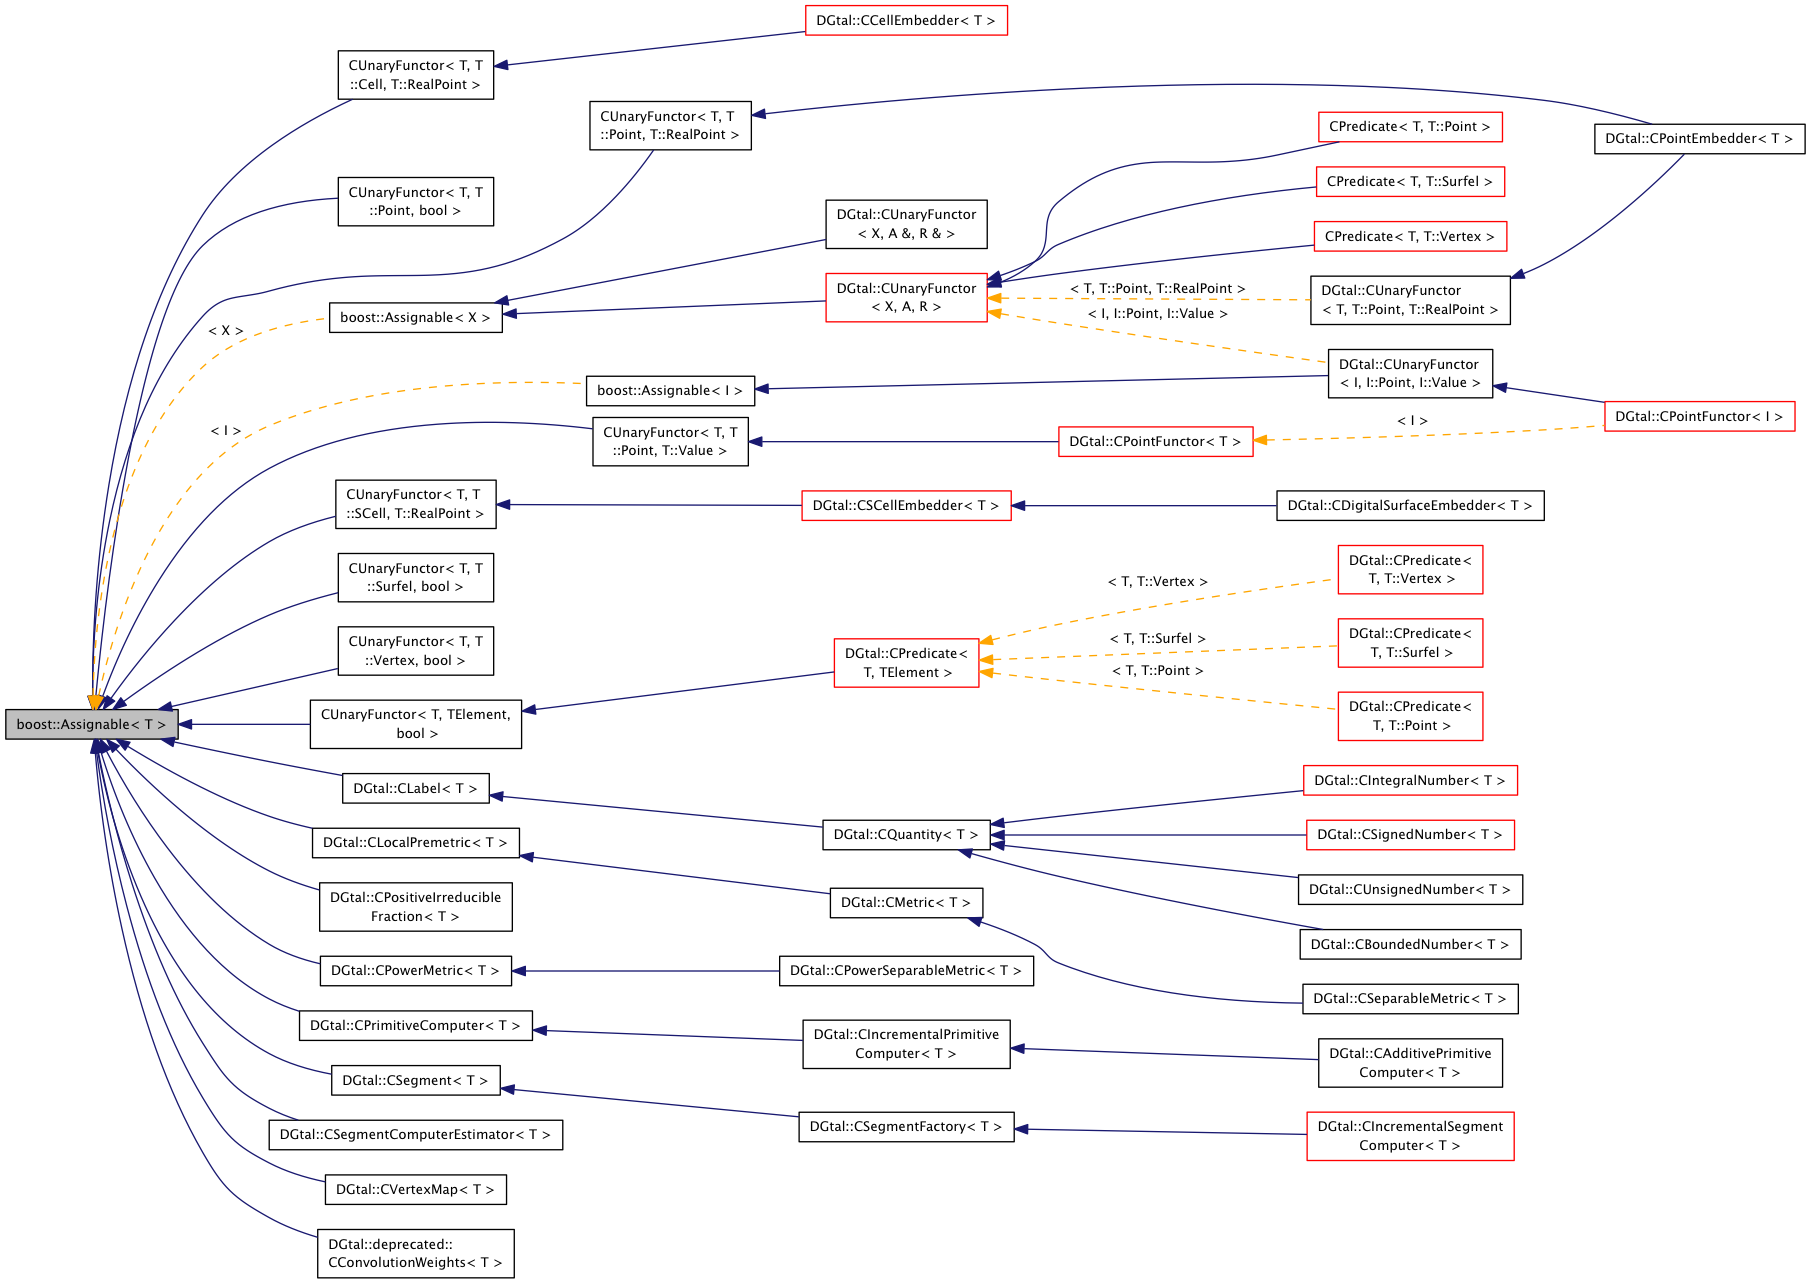 DGtal::CCellEmbedder< T >
CUnaryFunctor< T, T
::Cell, T::RealPoint >
CUnaryFunctor< T, T
::Point, T::RealPoint >
CPredicate< T, T::Point >
DGtal::CPointEmbedder< T >
CUnaryFunctor< T, T
::Point, bool >
CPredicate< T, T::Surfel >
DGtal::CUnaryFunctor
< X, A &, R & >
CPredicate< T, T::Vertex >
DGtal::CUnaryFunctor
< X, A, R >
< T, T::Point, T::RealPoint >
DGtal::CUnaryFunctor
< T, T::Point, T::RealPoint >
boost::Assignable< X >
< I, I::Point, I::Value >
< X >
DGtal::CUnaryFunctor
< I, I::Point, I::Value >
boost::Assignable< I >
DGtal::CPointFunctor< I >
< I >
< I >
CUnaryFunctor< T, T
::Point, T::Value >
DGtal::CPointFunctor< T >
CUnaryFunctor< T, T
::SCell, T::RealPoint >
DGtal::CSCellEmbedder< T >
DGtal::CDigitalSurfaceEmbedder< T >
CUnaryFunctor< T, T
::Surfel, bool >
DGtal::CPredicate<
T, T::Vertex >
< T, T::Vertex >
CUnaryFunctor< T, T
::Vertex, bool >
DGtal::CPredicate<
T, TElement >
< T, T::Surfel >
DGtal::CPredicate<
T, T::Surfel >
< T, T::Point >
DGtal::CPredicate<
T, T::Point >
boost::Assignable< T >
CUnaryFunctor< T, TElement,
bool >
DGtal::CLabel< T >
DGtal::CIntegralNumber< T >
DGtal::CLocalPremetric< T >
DGtal::CQuantity< T >
DGtal::CSignedNumber< T >
DGtal::CUnsignedNumber< T >
DGtal::CPositiveIrreducible
Fraction< T >
DGtal::CMetric< T >
DGtal::CBoundedNumber< T >
DGtal::CPowerMetric< T >
DGtal::CPowerSeparableMetric< T >
DGtal::CSeparableMetric< T >
DGtal::CPrimitiveComputer< T >
DGtal::CIncrementalPrimitive
Computer< T >
DGtal::CAdditivePrimitive
Computer< T >
DGtal::CSegment< T >
DGtal::CSegmentFactory< T >
DGtal::CIncrementalSegment
Computer< T >
DGtal::CSegmentComputerEstimator< T >
DGtal::CVertexMap< T >
DGtal::deprecated::
CConvolutionWeights< T >